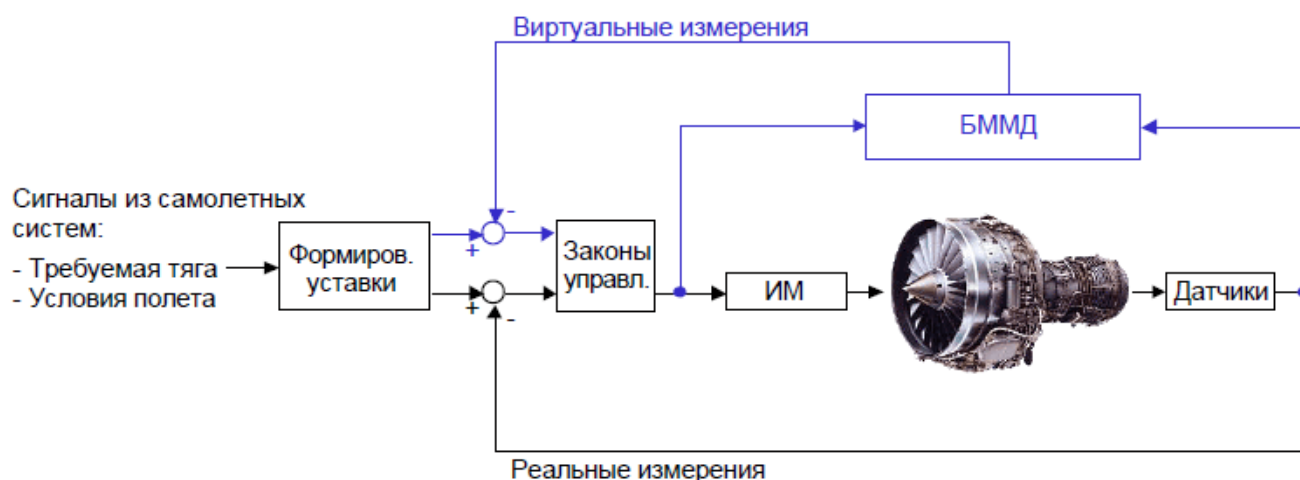 Виртуальные измерения
БММД
Сигналы из самолетных
систем:
- Требуемая тяга
- Условия полета
Формиров.
уставки
+
-
+
-
Законы
управл.
ИМ
Датчики
Реальные измерения